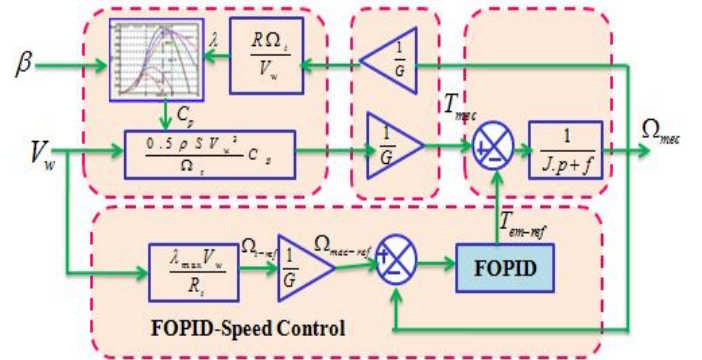 β
λ
R Ω_t / V_w
1/G
C_p
V_w
0.5 ρ S V_w³ / Ω_t C_p
1/G
T_mec
+
−
1 / J.p+f
Ω_mec
T_em-ref
λ_max V_w / R_t
Ω_t-ref
1/G
Ω_mec-ref
+
−
FOPID
FOPID-Speed Control